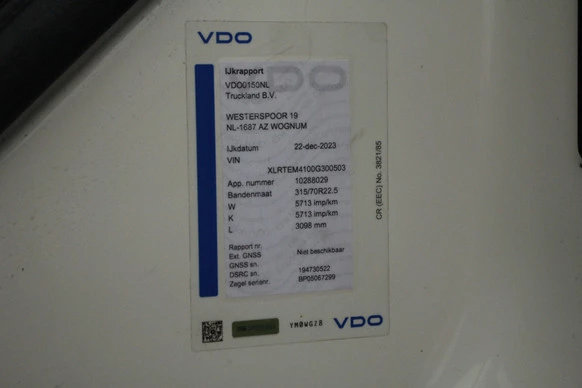 VDO
IJkrapport
VDO0150NL
Truckland B.V.
WESTERSPOOR 19
NL-1687 AZ WOGNUM
IJkdatum 22-dec-2023
VIN
XLRTEM4100G300503
App. nummer 10288029
Bandenmaat 315/70R22.5
W 5713 imp/km
K 5713 imp/km
L 3098 mm
Rapport nr.
Ext. GNSS Niet beschikbaar
GNSS sn.
DSRC sn. 194730522
Zegel serienr. BP05067299
CR (EEC) No. 3821/85
VDO